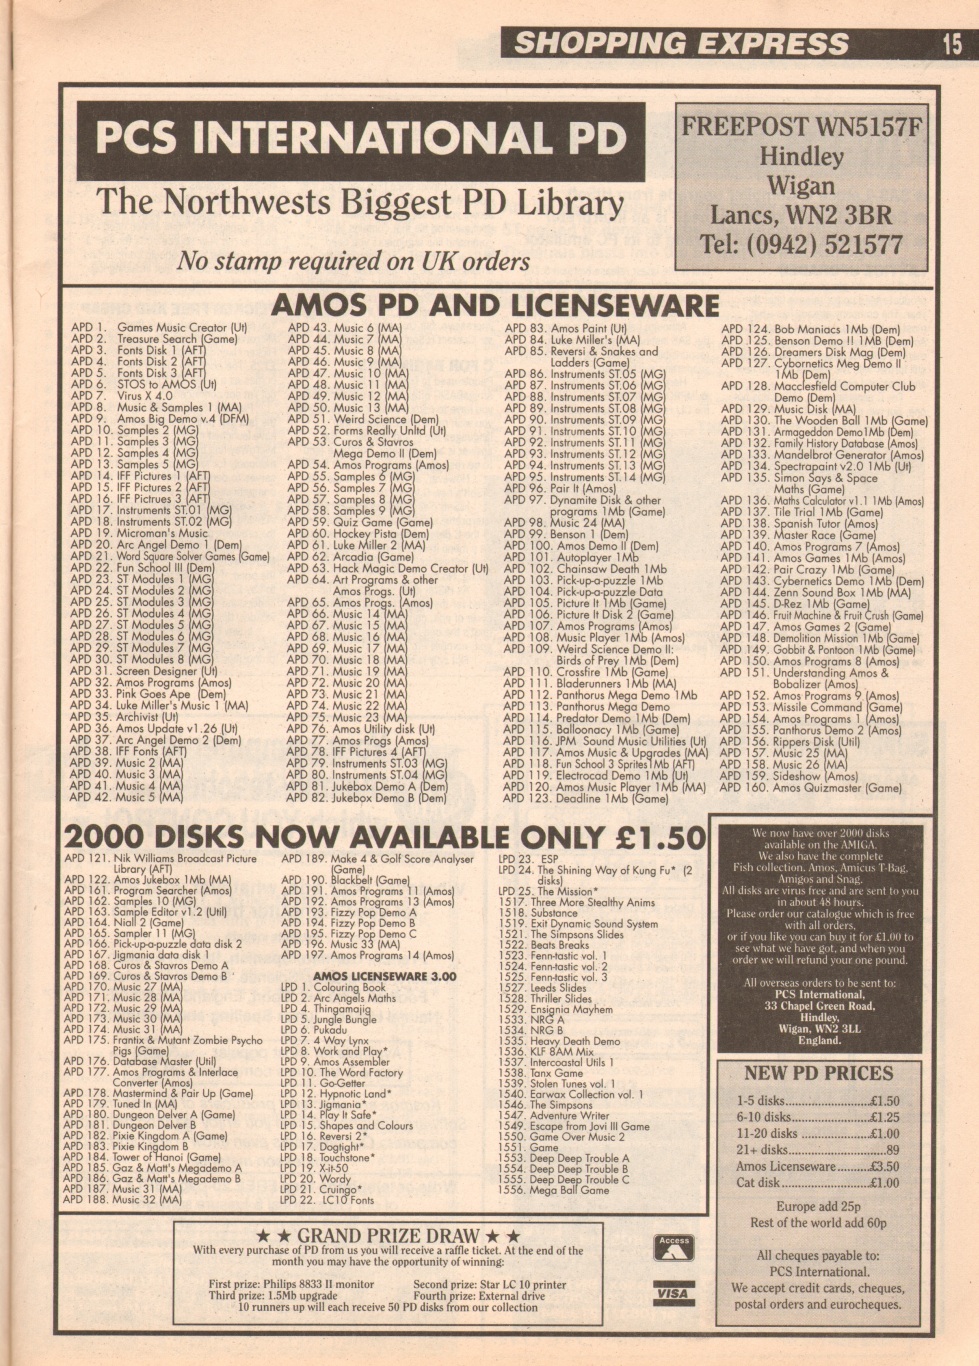 SHOPPING EXPRESS 15
PCS INTERNATIONAL PD
The Northwests Biggest PD Library
No stamp required on UK orders
FREEPOST WN5157F
Hindley
Wigan
Lancs, WN2 3BR
Tel: (0942) 521577
AMOS PD AND LICENSEWARE
APD 1. Games Music Creator (Ut)
APD 2. Treasure Search (Game)
APD 3. Fonts Disk 1 (AFT)
APD 4. Fonts Disk 2 (AFT)
APD 5. Fonts Disk 3 (AFT)
APD 6. STOS to AMOS (Ut)
APD 7. Virus X 4.0
APD 8. Music & Samples 1 (MA)
APD 9. Amos Big Demo v.4 (DFM)
APD 10. Samples 2 (MG)
APD 11. Samples 3 (MG)
APD 12. Samples 4 (MG)
APD 13. Samples 5 (MG)
APD 14. IFF Pictures 1 (AFT)
APD 15. IFF Pictures 2 (AFT)
APD 16. IFF Pictrues 3 (AFT)
APD 17. Instruments ST.01 (MG)
APD 18. Instruments ST.02 (MG)
APD 19. Microman's Music
APD 20. Arc Angel Demo 1 (Dem)
APD 21. Word Square Solver Games (Game)
APD 22. Fun School III (Dem)
APD 23. ST Modules 1 (MG)
APD 24. ST Modules 2 (MG)
APD 25. ST Modules 3 (MG)
APD 26. ST Modules 4 (MG)
APD 27. ST Modules 5 (MG)
APD 28. ST Modules 6 (MG)
APD 29. ST Modules 7 (MG)
APD 30. ST Modules 8 (MG)
APD 31. Screen Designer (Ut)
APD 32. Amos Programs (Amos)
APD 33. Pink Goes Ape (Dem)
APD 34. Luke Miller's Music 1 (MA)
APD 35. Archivist (Ut)
APD 36. Amos Update v1.26 (Ut)
APD 37. Arc Angel Demo 2 (Dem)
APD 38. IFF Fonts (AFT)
APD 39. Music 2 (MA)
APD 40. Music 3 (MA)
APD 41. Music 4 (MA)
APD 42. Music 5 (MA)
APD 43. Music 6 (MA)
APD 44. Music 7 (MA)
APD 45. Music 8 (MA)
APD 46. Music 9 (MA)
APD 47. Music 10 (MA)
APD 48. Music 11 (MA)
APD 49. Music 12 (MA)
APD 50. Music 13 (MA)
APD 51. Weird Science (Dem)
APD 52. Forms Really Unltd (Ut)
APD 53. Curos & Stavros
Mega Demo II (Dem)
APD 54. Amos Programs (Amos)
APD 55. Samples 6 (MG)
APD 56. Samples 7 (MG)
APD 57. Samples 8 (MG)
APD 58. Samples 9 (MG)
APD 59. Quiz Game (Game)
APD 60. Hockey Pista (Dem)
APD 61. Luke Miller 2 (MA)
APD 62. Arcadia (Game)
APD 63. Hack Magic Demo Creator (Ut)
APD 64. Art Programs & other
Amos Progs. (Ut)
APD 65. Amos Progs. (Amos)
APD 66. Music 14 (MA)
APD 67. Music 15 (MA)
APD 68. Music 16 (MA)
APD 69. Music 17 (MA)
APD 70. Music 18 (MA)
APD 71. Music 19 (MA)
APD 72. Music 20 (MA)
APD 73. Music 21 (MA)
APD 74. Music 22 (MA)
APD 75. Music 23 (MA)
APD 76. Amos Utility disk (Ut)
APD 77. Amos Progs (Amos)
APD 78. IFF Pictures 4 (AFT)
APD 79. Instruments ST.03 (MG)
APD 80. Instruments ST.04 (MG)
APD 81. Jukebox Demo A (Dem)
APD 82. Jukebox Demo B (Dem)
APD 83. Amos Paint (Ut)
APD 84. Luke Miller's (MA)
APD 85. Reversi & Snakes and
Ladders (Game)
APD 86. Instruments ST.05 (MG)
APD 87. Instruments ST.06 (MG)
APD 88. Instruments ST.07 (MG)
APD 89. Instruments ST.08 (MG)
APD 90. Instruments ST.09 (MG)
APD 91. Instruments ST.10 (MG)
APD 92. Instruments ST.11 (MG)
APD 93. Instruments ST.12 (MG)
APD 94. Instruments ST.13 (MG)
APD 95. Instruments ST.14 (MG)
APD 96. Pair It (Amos)
APD 97. Dynamite Disk & other
programs 1Mb (Game)
APD 98. Music 24 (MA)
APD 99. Benson 1 (Dem)
APD 100. Amos Demo II (Dem)
APD 101. Autoplayer 1Mb
APD 102. Chainsaw Death 1Mb
APD 103. Pick-up-a-puzzle 1Mb
APD 104. Pick-up-a-puzzle Data
APD 105. Picture It 1Mb (Game)
APD 106. Picture It Disk 2 (Game)
APD 107. Amos Programs (Amos)
APD 108. Music Player 1Mb (Amos)
APD 109. Weird Science Demo II:
Birds of Prey 1Mb (Dem)
APD 110. Crossfire 1Mb (Game)
APD 111. Bladerunners 1Mb (MA)
APD 112. Panthorus Mega Demo 1Mb
APD 113. Panthorus Mega Demo
APD 114. Predator Demo 1Mb (Dem)
APD 115. Balloonacy 1Mb (Game)
APD 116. JPM Sound Music Utilities (Ut)
APD 117. Amos Music & Upgrades (MA)
APD 118. Fun School 3 Sprites1Mb (AFT)
APD 119. Electrocad Demo 1Mb (Ut)
APD 120. Amos Music Player 1Mb (MA)
APD 123. Deadline 1Mb (Game)
APD 124. Bob Maniacs 1Mb (Dem)
APD 125. Benson Demo !! 1MB (Dem)
APD 126. Dreamers Disk Mag (Dem)
APD 127. Cybornetics Meg Demo II
1Mb (Dem)
APD 128. Macclesfield Computer Club
Demo (Dem)
APD 129. Music Disk (MA)
APD 130. The Wooden Ball 1Mb (Game)
APD 131. Armageddon Demo1Mb (Dem)
APD 132. Family History Database (Amos)
APD 133. Mandelbrot Generator (Amos)
APD 134. Spectrapaint v2.0 1Mb (Ut)
APD 135. Simon Says & Space
Maths (Game)
APD 136. Maths Calculator v1.1 1Mb (Amos)
APD 137. Tile Trial 1Mb (Game)
APD 138. Spanish Tutor (Amos)
APD 139. Master Race (Game)
APD 140. Amos Programs 7 (Amos)
APD 141. Amos Games 1Mb (Amos)
APD 142. Pair Crazy 1Mb (Game)
APD 143. Cybernetics Demo 1Mb (Dem)
APD 144. Zenn Sound Box 1Mb (MA)
APD 145. D-Rez 1Mb (Game)
APD 146. Fruit Machine & Fruit Crush (Game)
APD 147. Amos Games 2 (Game)
APD 148. Demolition Mission 1Mb (Game)
APD 149. Gobbit & Pontoon 1Mb (Game)
APD 150. Amos Programs 8 (Amos)
APD 151. Understanding Amos &
Bobalizer (Amos)
APD 152. Amos Programs 9 (Amos)
APD 153. Missile Command (Game)
APD 154. Amos Programs 1 (Amos)
APD 155. Panthorus Demo 2 (Amos)
APD 156. Rippers Disk (Util)
APD 157. Music 25 (MA)
APD 158. Music 26 (MA)
APD 159. Sideshow (Amos)
APD 160. Amos Quizmaster (Game)
2000 DISKS NOW AVAILABLE ONLY £1.50
APD 121. Nik Williams Broadcast Picture
Library (AFT)
APD 122. Amos Jukebox 1Mb (MA)
APD 161. Program Searcher (Amos)
APD 162. Samples 10 (MG)
APD 163. Sample Editor v1.2 (Util)
APD 164. Niall 2 (Game)
APD 165. Sampler 11 (MG)
APD 166. Pick-up-a-puzzle data disk 2
APD 167. Jigmania data disk 1
APD 168. Curos & Stavros Demo A
APD 169. Curos & Stavros Demo B
APD 170. Music 27 (MA)
APD 171. Music 28 (MA)
APD 172. Music 29 (MA)
APD 173. Music 30 (MA)
APD 174. Music 31 (MA)
APD 175. Frantix & Mutant Zombie Psycho
Pigs (Game)
APD 176. Database Master (Util)
APD 177. Amos Programs & Interlace
Converter (Amos)
APD 178. Mastermind & Pair Up (Game)
APD 179. Tuned In (MA)
APD 180. Dungeon Delver A (Game)
APD 181. Dungeon Delver B
APD 182. Pixie Kingdom A (Game)
APD 183. Pixie Kingdom B
APD 184. Tower of Hanoi (Game)
APD 185. Gaz & Matt's Megademo A
APD 186. Gaz & Matt's Megademo B
APD 187. Music 31 (MA)
APD 188. Music 32 (MA)
APD 189. Make 4 & Golf Score Analyser
(Game)
APD 190. Blackbelt (Game)
APD 191. Amos Programs 11 (Amos)
APD 192. Amos Programs 13 (Amos)
APD 193. Fizzy Pop Demo A
APD 194. Fizzy Pop Demo B
APD 195. Fizzy Pop Demo C
APD 196. Music 33 (MA)
APD 197. Amos Programs 14 (Amos)
AMOS LICENSEWARE 3.00
LPD 1. Colouring Book
LPD 2. Arc Angels Maths
LPD 4. Thingamajig
LPD 5. Jungle Bungle
LPD 6. Pukadu
LPD 7. 4 Way Lynx
LPD 8. Work and Play*
LPD 9. Amos Assembler
LPD 10. The Word Factory
LPD 11. Go-Getter
LPD 12. Hypnotic Land*
LPD 13. Jigmania*
LPD 14. Play It Safe*
LPD 15. Shapes and Colours
LPD 16. Reversi 2*
LPD 17. Dogtight*
LPD 18. Touchstone*
LPD 19. X-it-50
LPD 20. Wordy
LPD 21. Cruingo*
LPD 22. LC10 Fonts
LPD 23. ESP
LPD 24. The Shining Way of Kung Fu* (2
disks)
LPD 25. The Mission*
1517. Three More Stealthy Anims
1518. Substance
1519. Exit Dynamic Sound System
1521. The Simpsons Slides
1522. Beats Breaks
1523. Fenn-tastic vol. 1
1524. Fenn-tastic vol. 2
1525. Fenn-tastic vol. 3
1527. Leeds Slides
1528. Thriller Slides
1529. Ensignia Mayhem
1533. NRG A
1534. NRG B
1535. Heavy Death Demo
1536. KLF 8AM Mix
1537. Intercoastal Utils 1
1538. Tanx Game
1539. Stolen Tunes vol. 1
1540. Earwax Collection vol. 1
1546. The Simpsons
1547. Adventure Writer
1549. Escape from Jovi III Game
1550. Game Over Music 2
1551. Game
1553. Deep Deep Trouble A
1554. Deep Deep Trouble B
1555. Deep Deep Trouble C
1556. Mega Ball Game
We now have over 2000 disks
available on the AMIGA.
We also have the complete
Fish collection. Amos, Amicus T-Bag,
Amigos and Snag.
All disks are virus free and are sent to you
in about 48 hours.
Please order our catalogue which is free
with all orders,
or if you like you can buy it for £1.00 to
see what we have got, and when you
order we will refund your one pound.
All overseas orders to be sent to:
PCS International,
33 Chapel Green Road,
Hindley,
Wigan, WN2 3LL
England.
NEW PD PRICES
1-5 disks........................£1.50
6-10 disks......................£1.25
11-20 disks ...................£1.00
21+ disks........................89
Amos Licenseware.........£3.50
Cat disk.........................£1.00
Europe add 25p
Rest of the world add 60p
All cheques payable to:
PCS International.
We accept credit cards, cheques,
postal orders and eurocheques.
★ ★ GRAND PRIZE DRAW ★ ★
With every purchase of PD from us you will receive a raffle ticket. At the end of the
month you may have the opportunity of winning:
First prize: Philips 8833 II monitor Second prize: Star LC 10 printer
Third prize: 1.5Mb upgrade Fourth prize: External drive
10 runners up will each receive 50 PD disks from our collection
Access
VISA